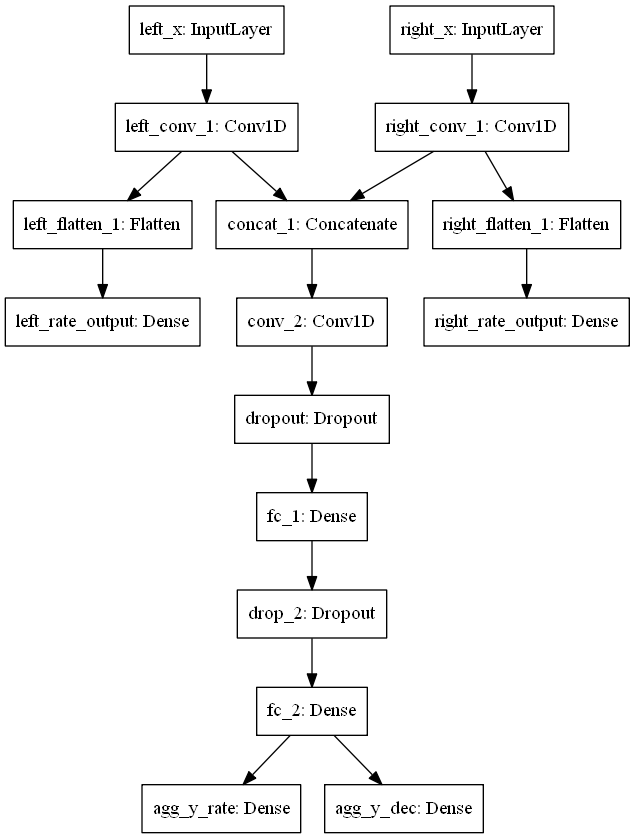 left_x: InputLayer
right_x: InputLayer
left_conv_1: Conv1D
right_conv_1: Conv1D
left_flatten_1: Flatten
concat_1: Concatenate
right_flatten_1: Flatten
left_rate_output: Dense
conv_2: Conv1D
right_rate_output: Dense
dropout: Dropout
fc_1: Dense
drop_2: Dropout
fc_2: Dense
agg_y_rate: Dense
agg_y_dec: Dense